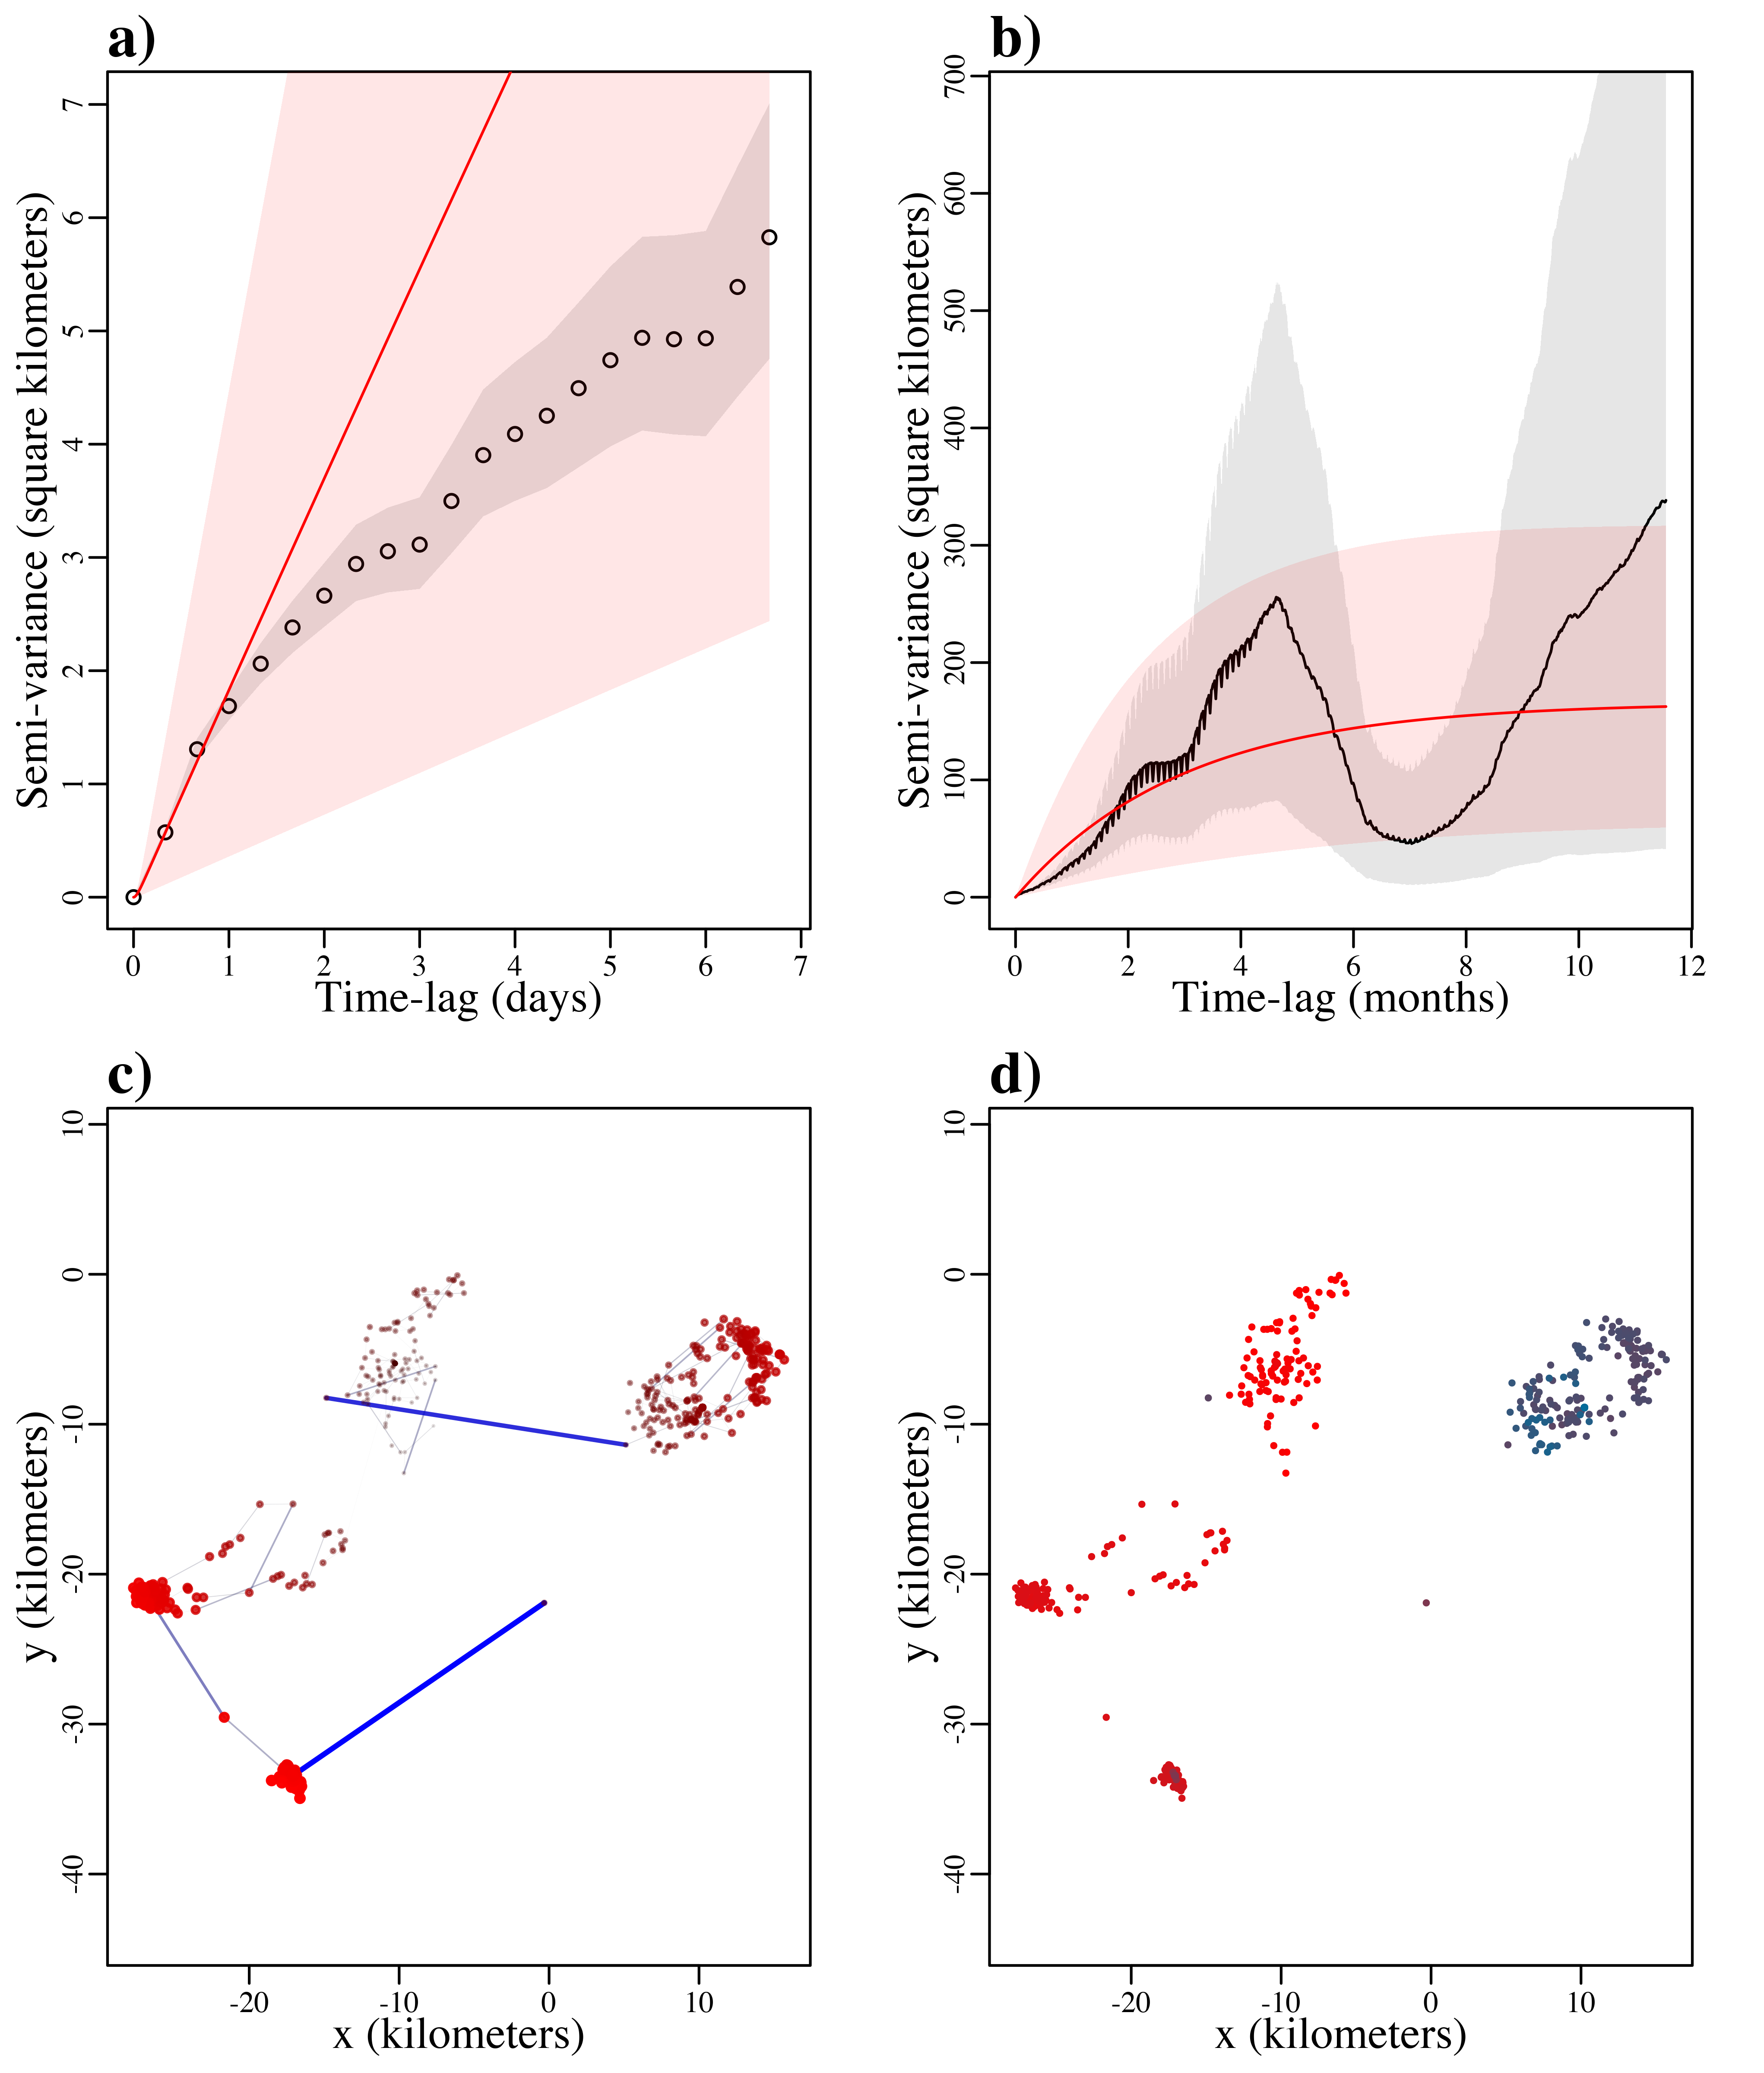 a)
Semi-variance (square kilometers)
7
6
5
4
3
2
1
0
0 1 2 3 4 5 6 7
Time-lag (days)
b)
Semi-variance (square kilometers)
700
600
500
400
300
200
100
0
0 2 4 6 8 10 12
Time-lag (months)
c)
y (kilometers)
10
0
-10
-20
-30
-40
-20 -10 0 10
x (kilometers)
d)
y (kilometers)
10
0
-10
-20
-30
-40
-20 -10 0 10
x (kilometers)